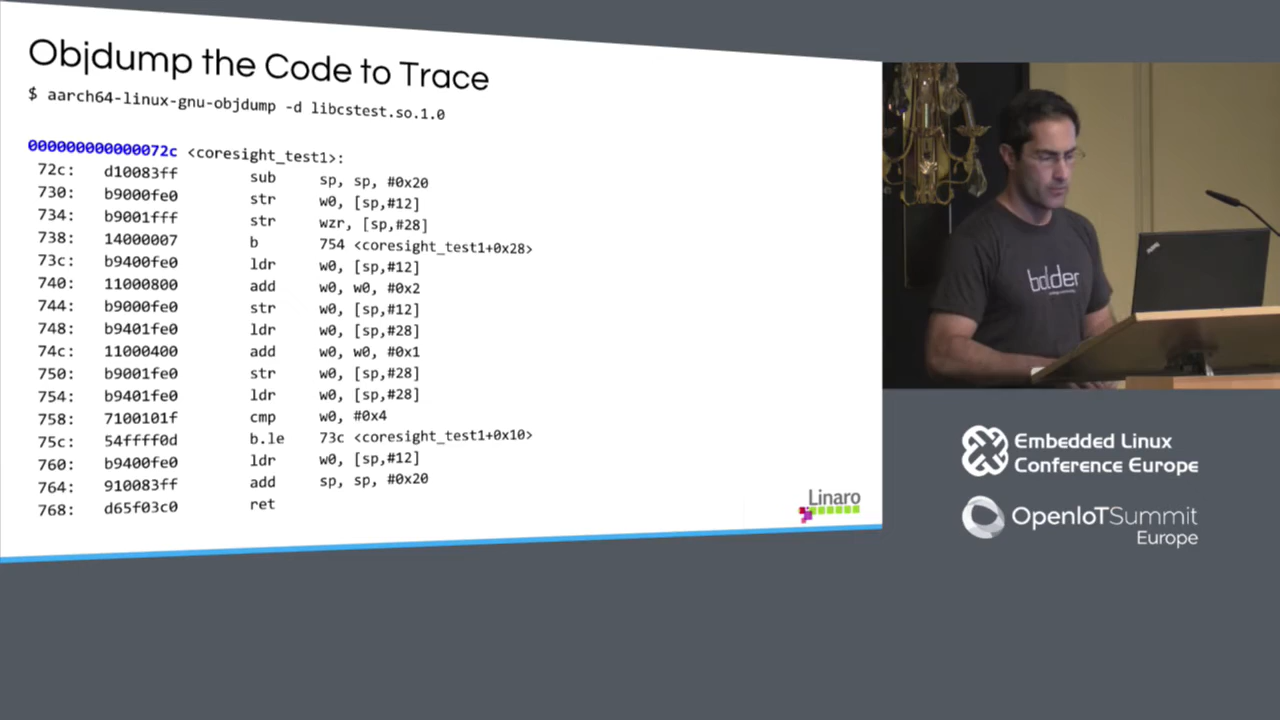 Objdump the Code to Trace
$ aarch64-linux-gnu-objdump -d libcstest.so.1.0
000000000000072c <coresight_test1>:
72c: d10083ff sub sp, sp, #0x20
730: b9000fe0 str w0, [sp,#12]
734: b9001fff str wzr, [sp,#28]
738: 14000007 b 754 <coresight_test1+0x28>
73c: b9400fe0 ldr w0, [sp,#12]
740: 11000800 add w0, w0, #0x2
744: b9000fe0 str w0, [sp,#12]
748: b9401fe0 ldr w0, [sp,#28]
74c: 11000400 add w0, w0, #0x1
750: b9001fe0 str w0, [sp,#28]
754: b9401fe0 ldr w0, [sp,#28]
758: 7100101f cmp w0, #0x4
75c: 54ffff0d b.le 73c <coresight_test1+0x10>
760: b9400fe0 ldr w0, [sp,#12]
764: 910083ff add sp, sp, #0x20
768: d65f03c0 ret
Linaro
bolder
Embedded Linux
Conference Europe
OpenIoTSummit
Europe